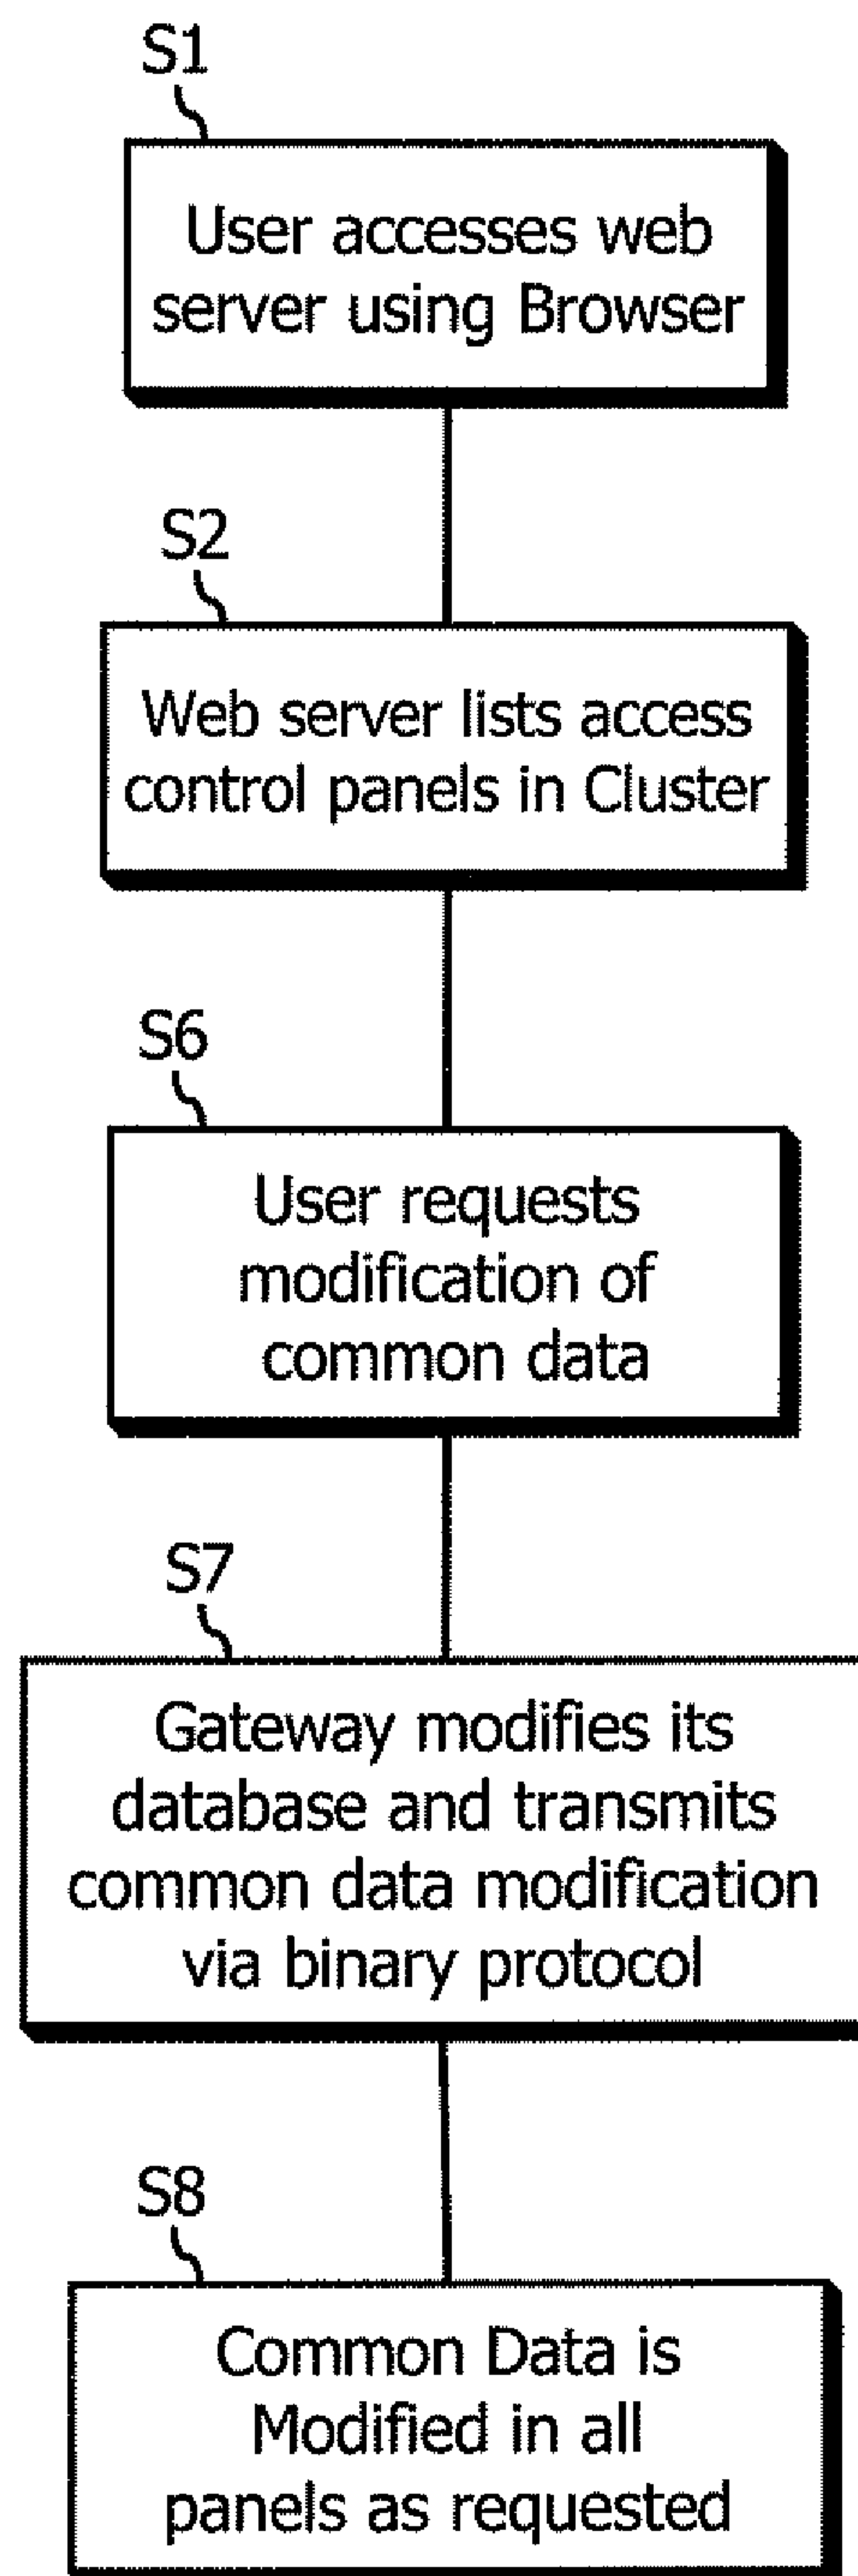 S1
User accesses web
server using Browser
S2
Web server lists access
control panels in Cluster
S6
User requests
modification of
common data
S7
Gateway modifies its
database and transmits
common data modification
via binary protocol
S8
Common Data is
Modified in all
panels as requested